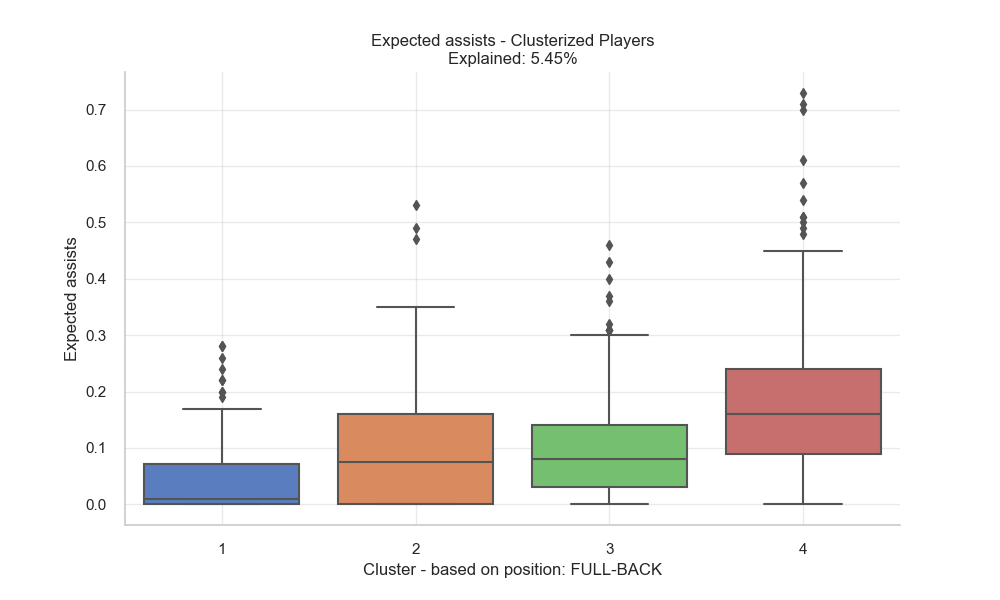 Expected assists - Clusterized Players
Explained: 5.45%
Expected assists
0.7
0.6
0.5
0.4
0.3
0.2
0.1
0.0
1 2 3 4
Cluster - based on position: FULL-BACK